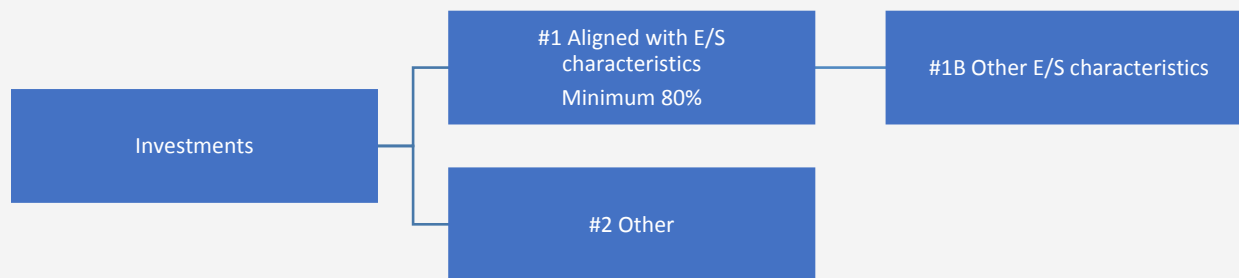 #1 Aligned with E/S
characteristics
Minimum 80%
#1B Other E/S characteristics
Investments
#2 Other